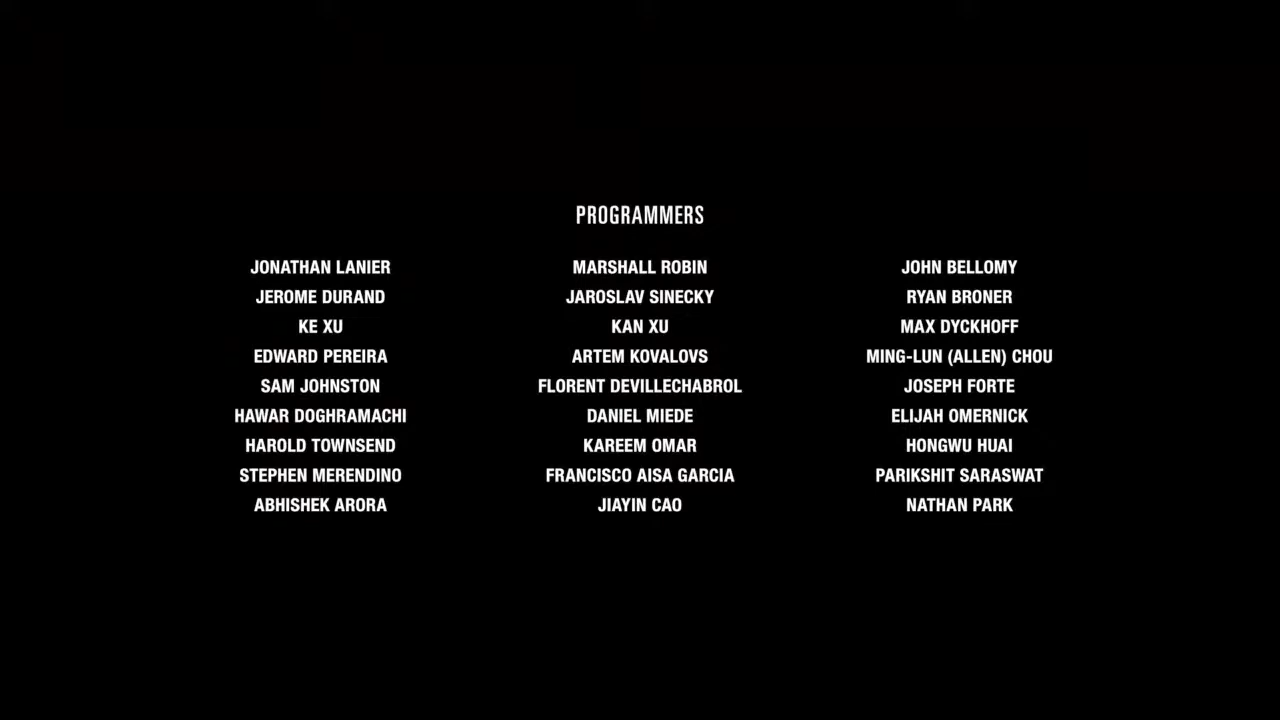 PROGRAMMERS
JONATHAN LANIER MARSHALL ROBIN JOHN BELLOMY
JEROME DURAND JAROSLAV SINECKY RYAN BRONER
KE XU KAN XU MAX DYCKHOFF
EDWARD PEREIRA ARTEM KOVALOVS MING-LUN (ALLEN) CHOU
SAM JOHNSTON FLORENT DEVILLECHABROL JOSEPH FORTE
HAWAR DOGHRAMACHI DANIEL MIEDE ELIJAH OMERNICK
HAROLD TOWNSEND KAREEM OMAR HONGWU HUAI
STEPHEN MERENDINO FRANCISCO AISA GARCIA PARIKSHIT SARASWAT
ABHISHEK ARORA JIAYIN CAO NATHAN PARK